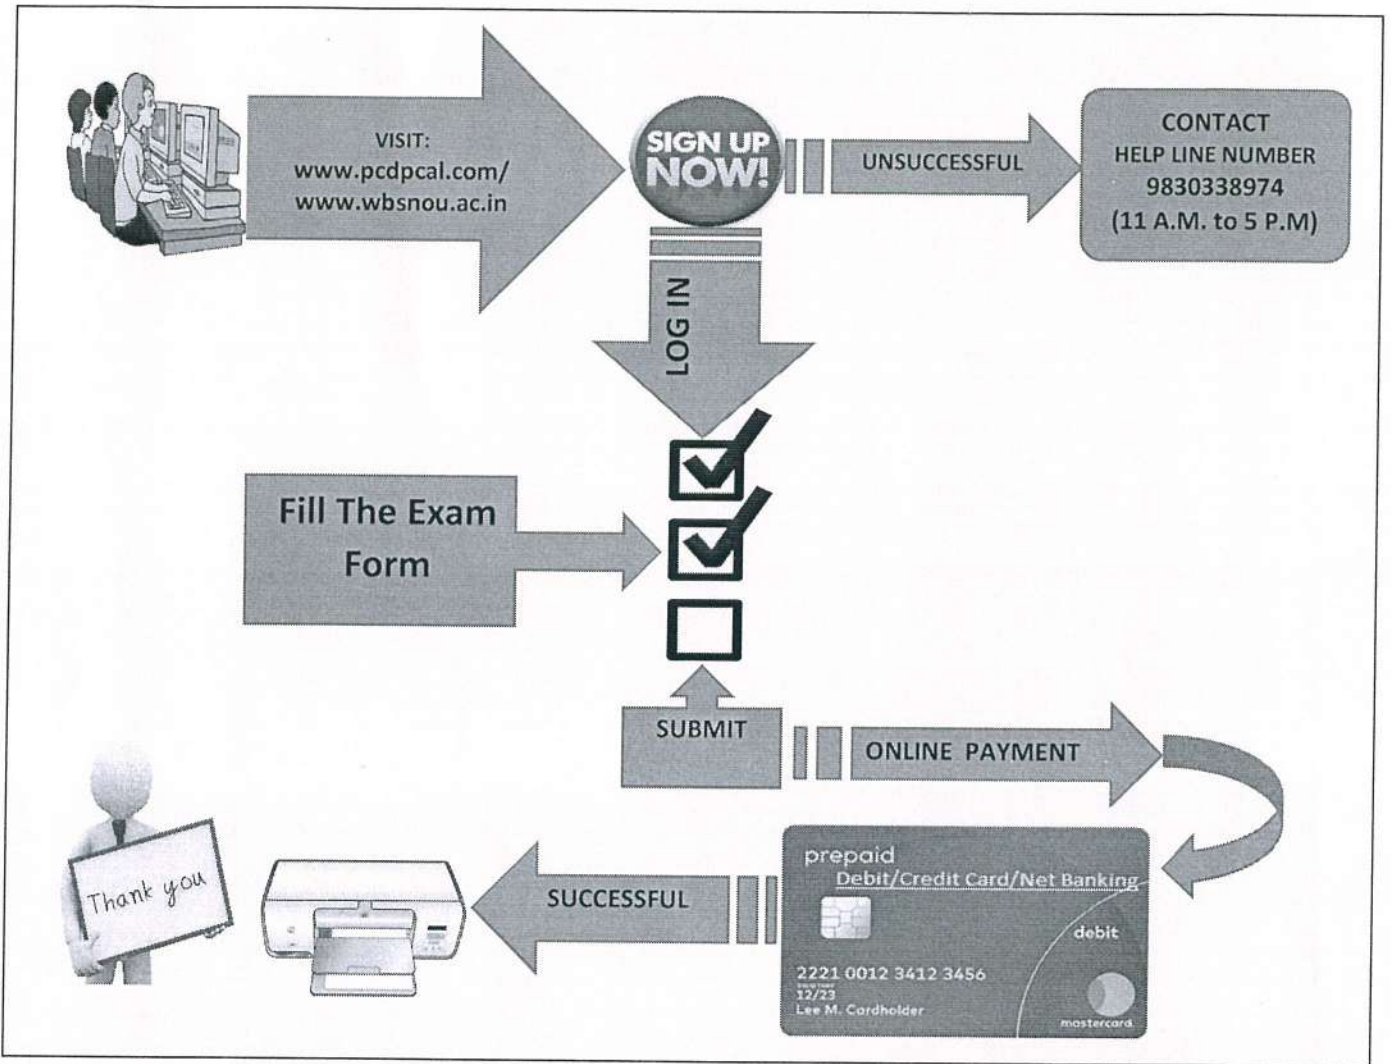 VISIT:
www.pcdpcal.com/
www.wbsnou.ac.in
SIGN UP
NOW!
UNSUCCESSFUL
CONTACT
HELP LINE NUMBER
9830338974
(11 A.M. to 5 P.M)
LOG IN
Fill The Exam
Form
SUBMIT
ONLINE PAYMENT
prepaid
Debit/Credit Card/Net Banking
debit
2221 0012 3412 3456
12/23
Lee M. Cardholder
mastercard.
SUCCESSFUL
Thank you